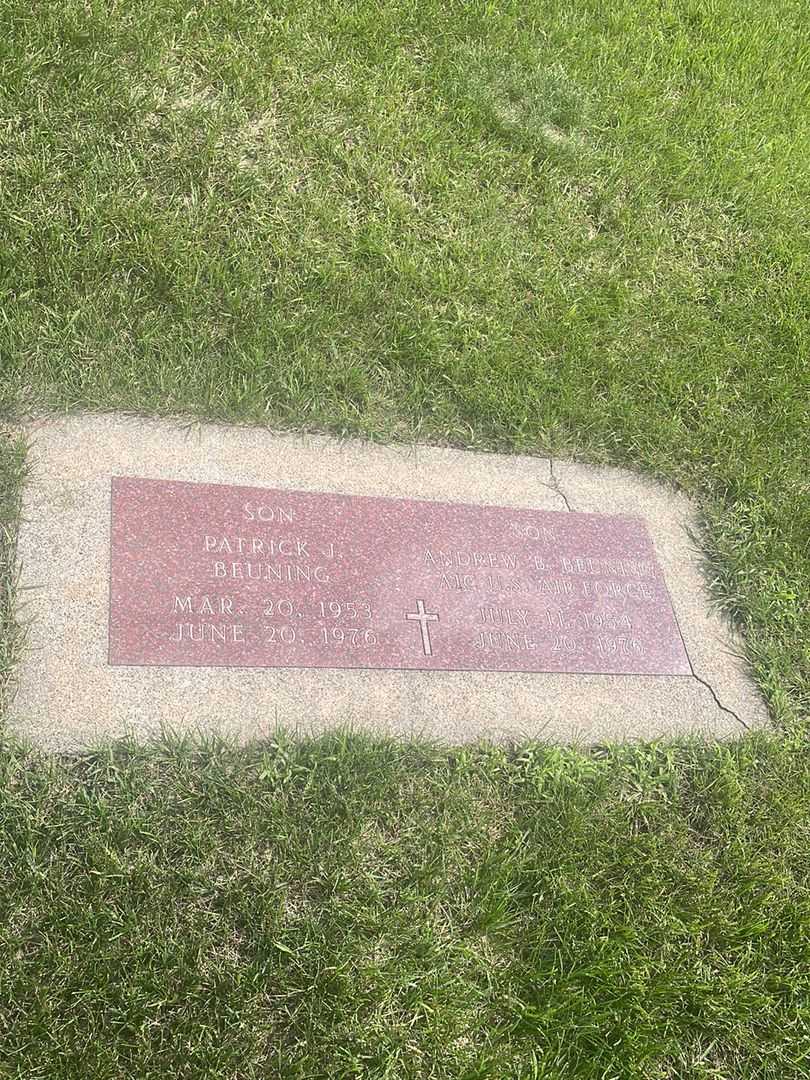 SON
PATRICK J.
BEUNING
MAR. 20, 1953
JUNE 20, 1976
SON
ANDREW B. BEUNING
A1C U.S. AIR FORCE
JULY 11, 1954
JUNE 20, 1976